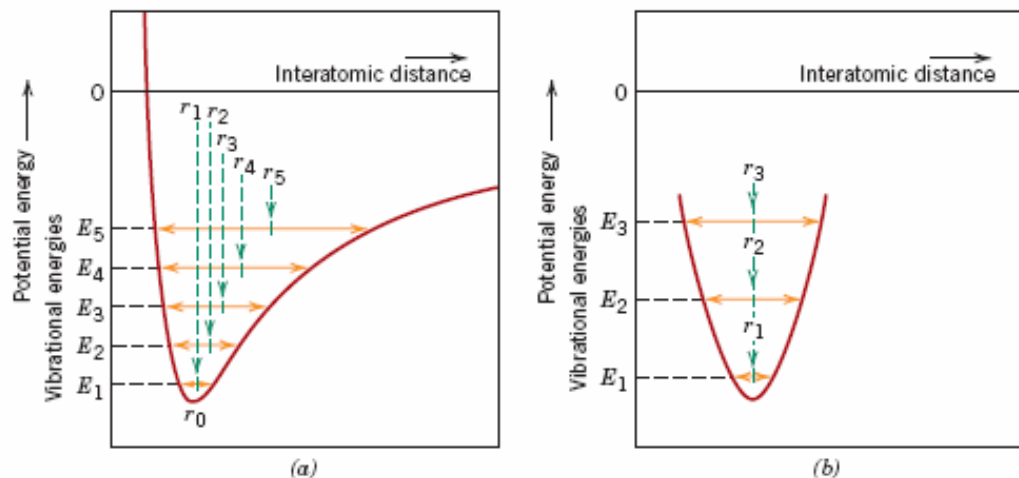 Interatomic distance
0
Potential energy
Vibrational energies
r1 r2
r3
r4
r5
E5
E4
E3
E2
E1
r0
(a)
Interatomic distance
0
Potential energy
Vibrational energies
r3
E3
r2
E2
r1
E1
(b)